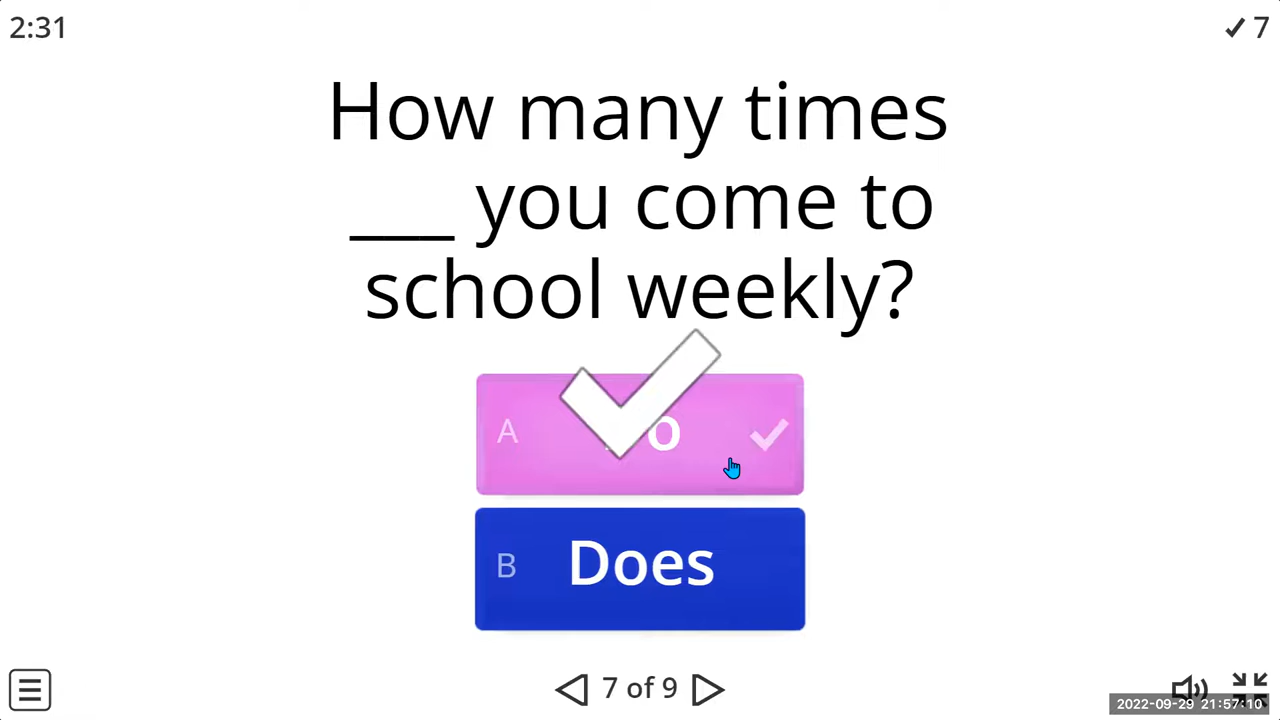 2:31
7
How many times
___ you come to
school weekly?
A
B Does
7 of 9
2022-09-29 21:57:10